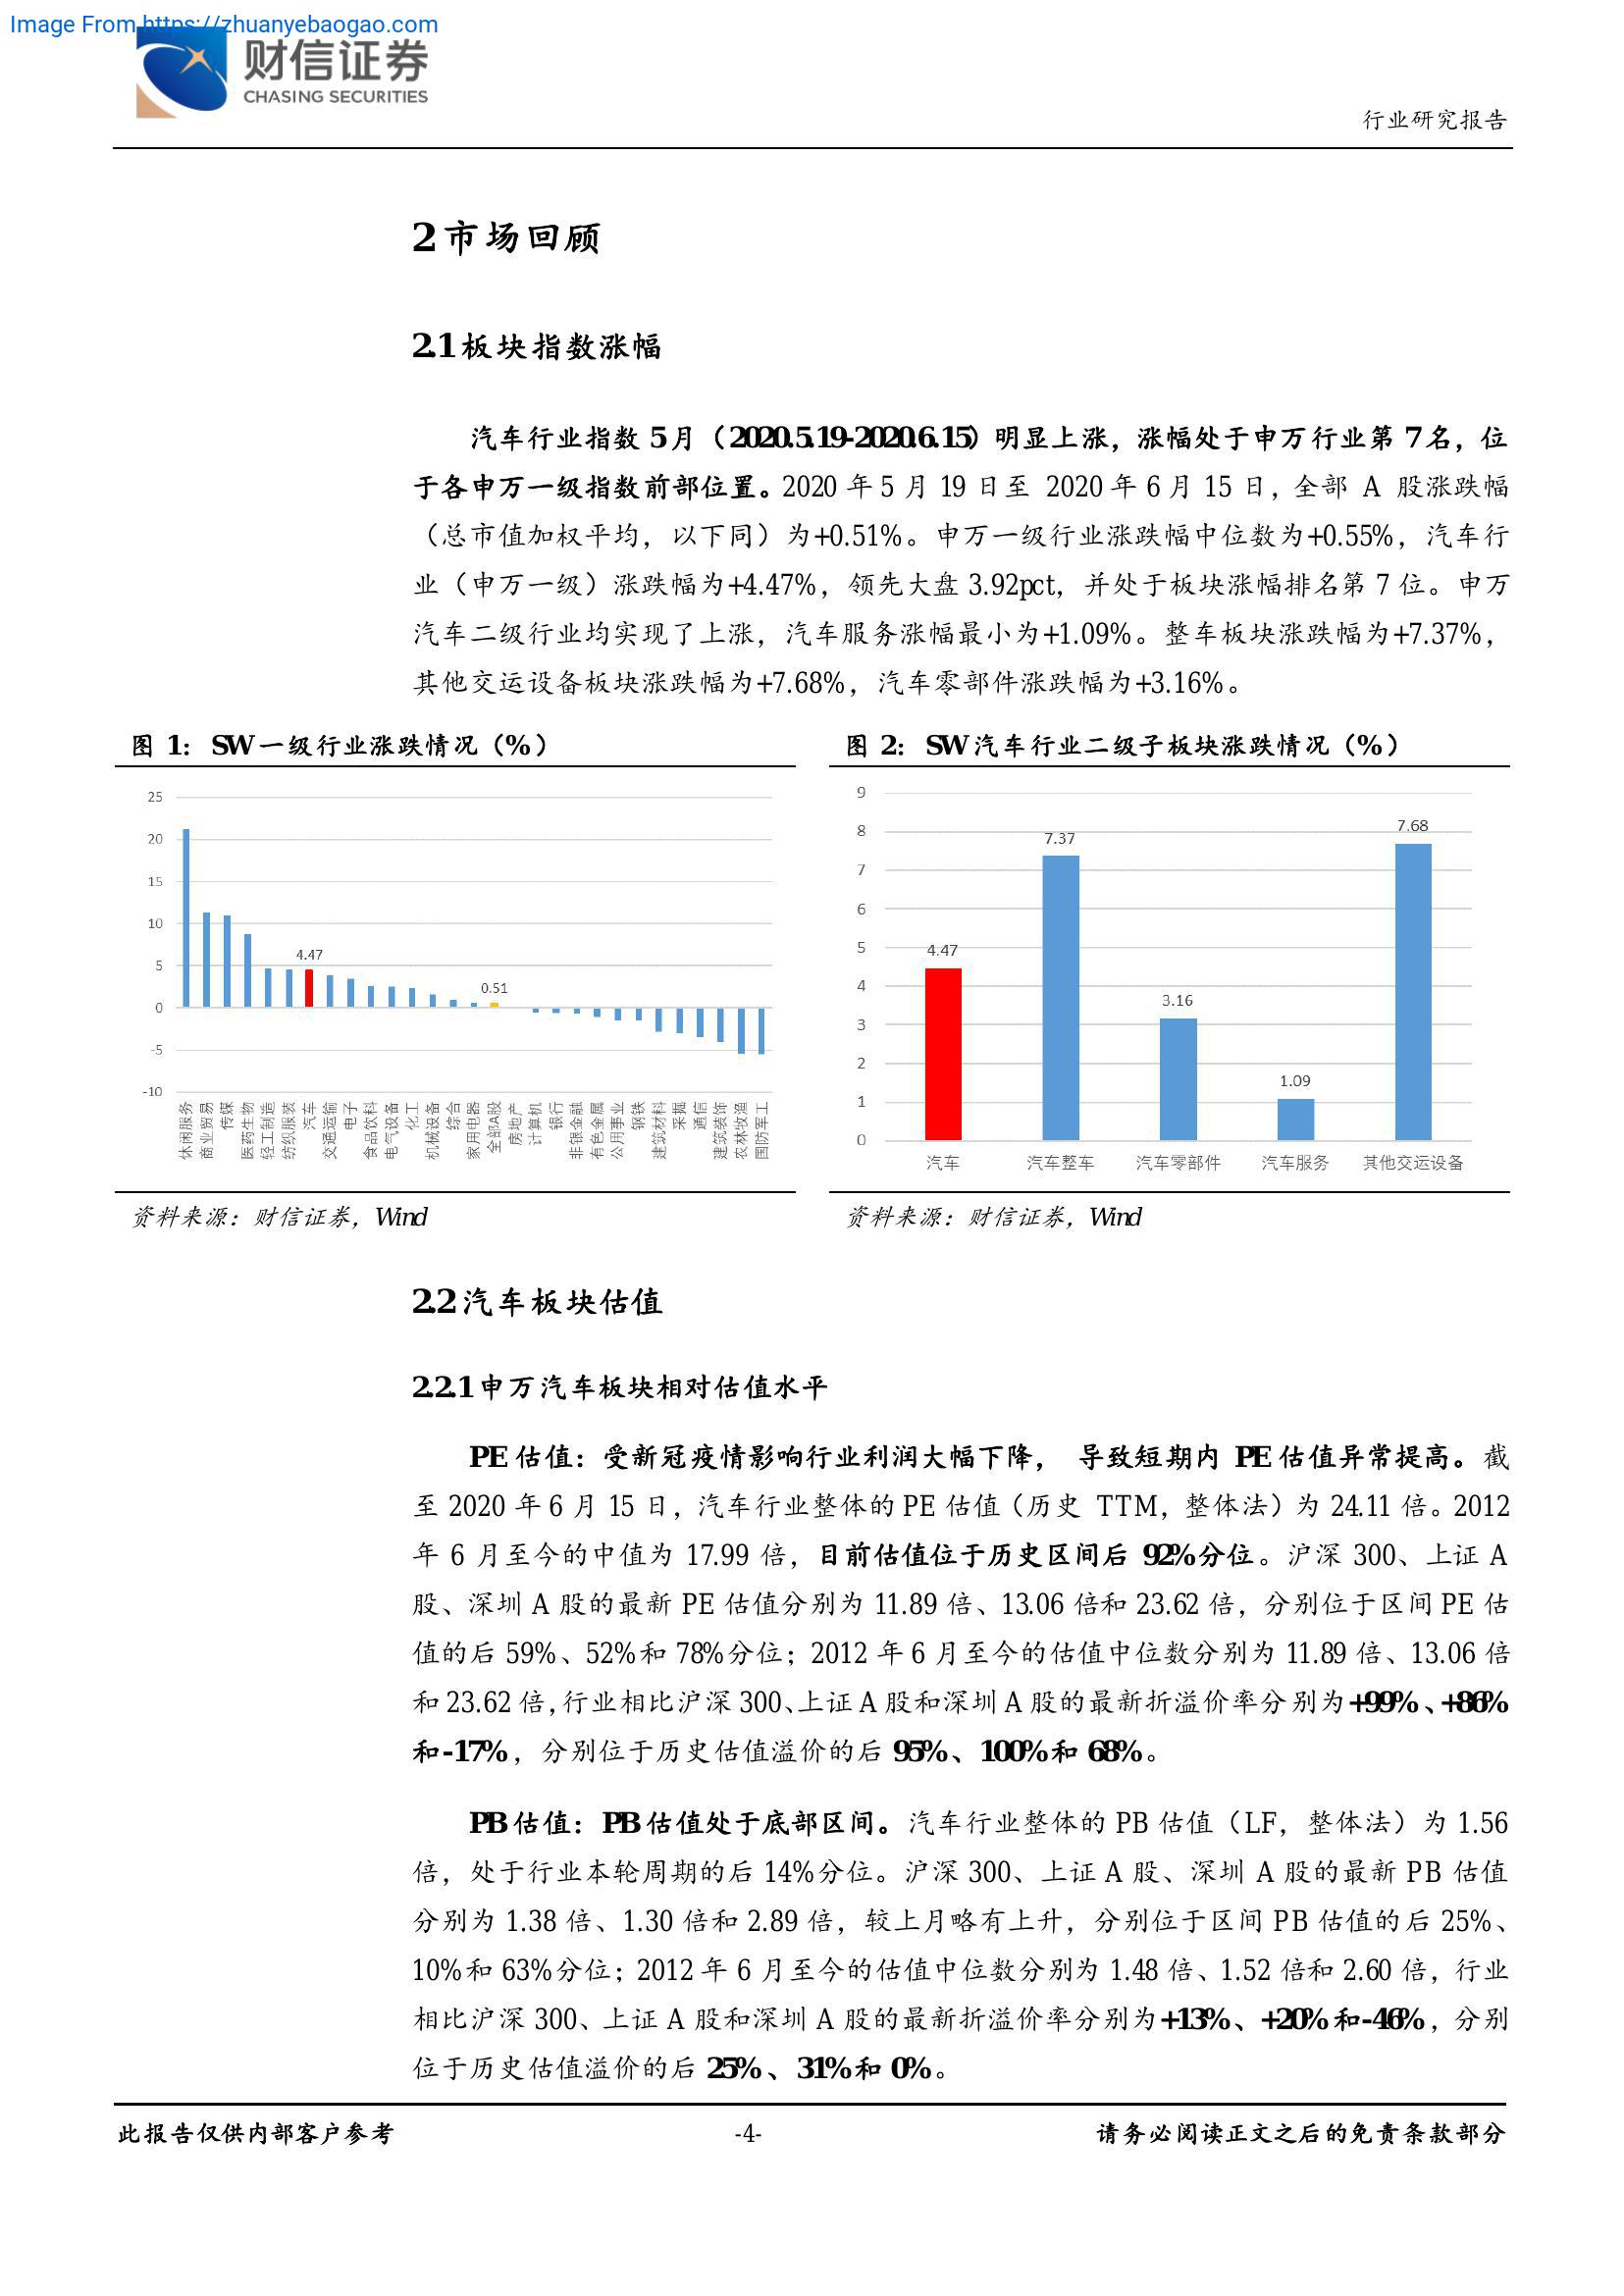 Image From https://zhuanyebaogao.com
财信证券
CHASING SECURITIES
行业研究报告
2 市场回顾
2.1 板块指数涨幅
汽车行业指数 5 月（2020.5.19-2020.6.15）明显上涨，涨幅处于申万行业第 7 名，位
于各申万一级指数前部位置。2020 年 5 月 19 日至 2020 年 6 月 15 日，全部 A 股涨跌幅
（总市值加权平均，以下同）为+0.51%。申万一级行业涨跌幅中位数为+0.55%，汽车行
业（申万一级）涨跌幅为+4.47%，领先大盘 3.92pct，并处于板块涨幅排名第 7 位。申万
汽车二级行业均实现了上涨，汽车服务涨幅最小为+1.09%。整车板块涨跌幅为+7.37%，
其他交运设备板块涨跌幅为+7.68%，汽车零部件涨跌幅为+3.16%。
图 1：SW 一级行业涨跌情况（%）
25
20
15
10
5
0
-5
-10
4.47
0.51
休闲服务
商业贸易
传媒
医药生物
轻工制造
纺织服装
汽车
交通运输
电子
食品饮料
电气设备
化工
机械设备
综合
家用电器
全部A股
房地产
计算机
银行
非银金融
有色金属
公用事业
钢铁
建筑材料
采掘
通信
建筑装饰
农林牧渔
国防军工
资料来源：财信证券，Wind
图 2：SW 汽车行业二级子板块涨跌情况（%）
9
8
7
6
5
4
3
2
1
0
4.47
7.37
3.16
1.09
7.68
汽车
汽车整车
汽车零部件
汽车服务
其他交运设备
资料来源：财信证券，Wind
2.2 汽车板块估值
2.2.1 申万汽车板块相对估值水平
PE 估值：受新冠疫情影响行业利润大幅下降， 导致短期内 PE 估值异常提高。截
至 2020 年 6 月 15 日，汽车行业整体的 PE 估值（历史 TTM，整体法）为 24.11 倍。2012
年 6 月至今的中值为 17.99 倍，目前估值位于历史区间后 92%分位。沪深 300、上证 A
股、深圳 A 股的最新 PE 估值分别为 11.89 倍、13.06 倍和 23.62 倍，分别位于区间 PE 估
值的后 59%、52%和 78%分位；2012 年 6 月至今的估值中位数分别为 11.89 倍、13.06 倍
和 23.62 倍，行业相比沪深 300、上证 A 股和深圳 A 股的最新折溢价率分别为+99%、+86%
和-17%，分别位于历史估值溢价的后 95%、100%和 68%。
PB 估值：PB 估值处于底部区间。汽车行业整体的 PB 估值（LF，整体法）为 1.56
倍，处于行业本轮周期的后 14%分位。沪深 300、上证 A 股、深圳 A 股的最新 PB 估值
分别为 1.38 倍、1.30 倍和 2.89 倍，较上月略有上升，分别位于区间 PB 估值的后 25%、
10%和 63%分位；2012 年 6 月至今的估值中位数分别为 1.48 倍、1.52 倍和 2.60 倍，行业
相比沪深 300、上证 A 股和深圳 A 股的最新折溢价率分别为+13%、+20%和-46%，分别
位于历史估值溢价的后 25%、31%和 0%。
此报告仅供内部客户参考
-4-
请务必阅读正文之后的免责条款部分